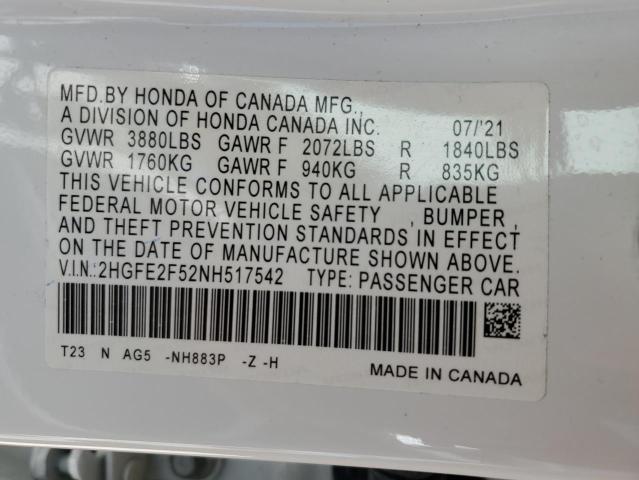 MFD.BY HONDA OF CANADA MFG.,
A DIVISION OF HONDA CANADA INC. 07/'21
GVWR 3880LBS GAWR F 2072LBS R 1840LBS
GVWR 1760KG GAWR F 940KG R 835KG
THIS VEHICLE CONFORMS TO ALL APPLICABLE
FEDERAL MOTOR VEHICLE SAFETY , BUMPER ,
AND THEFT PREVENTION STANDARDS IN EFFECT
ON THE DATE OF MANUFACTURE SHOWN ABOVE.
V.I.N.:2HGFE2F52NH517542 TYPE: PASSENGER CAR
T23 N AG5 -NH883P -Z -H
MADE IN CANADA